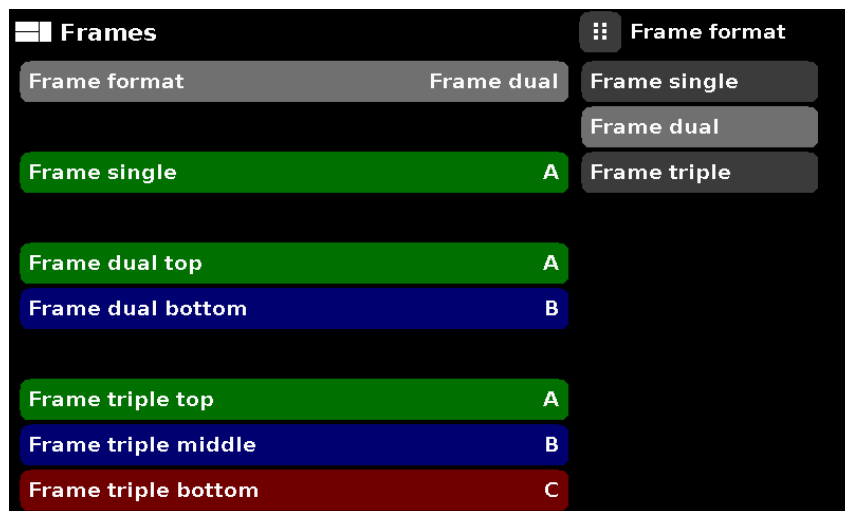 Frames
Frame format Frame dual
Frame single A
Frame dual top A
Frame dual bottom B
Frame triple top A
Frame triple middle B
Frame triple bottom C
Frame format
Frame single
Frame dual
Frame triple